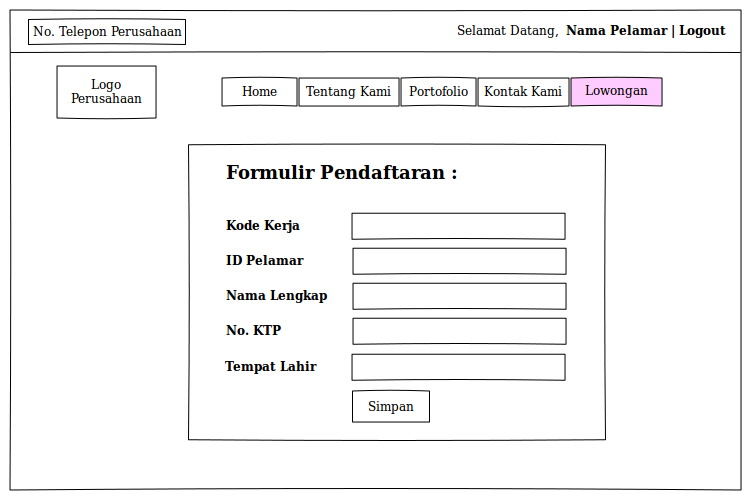 No. Telepon Perusahaan
Selamat Datang, Nama Pelamar | Logout
Logo
Perusahaan
Home
Tentang Kami
Portofolio
Kontak Kami
Lowongan
Formulir Pendaftaran :
Kode Kerja
ID Pelamar
Nama Lengkap
No. KTP
Tempat Lahir
Simpan